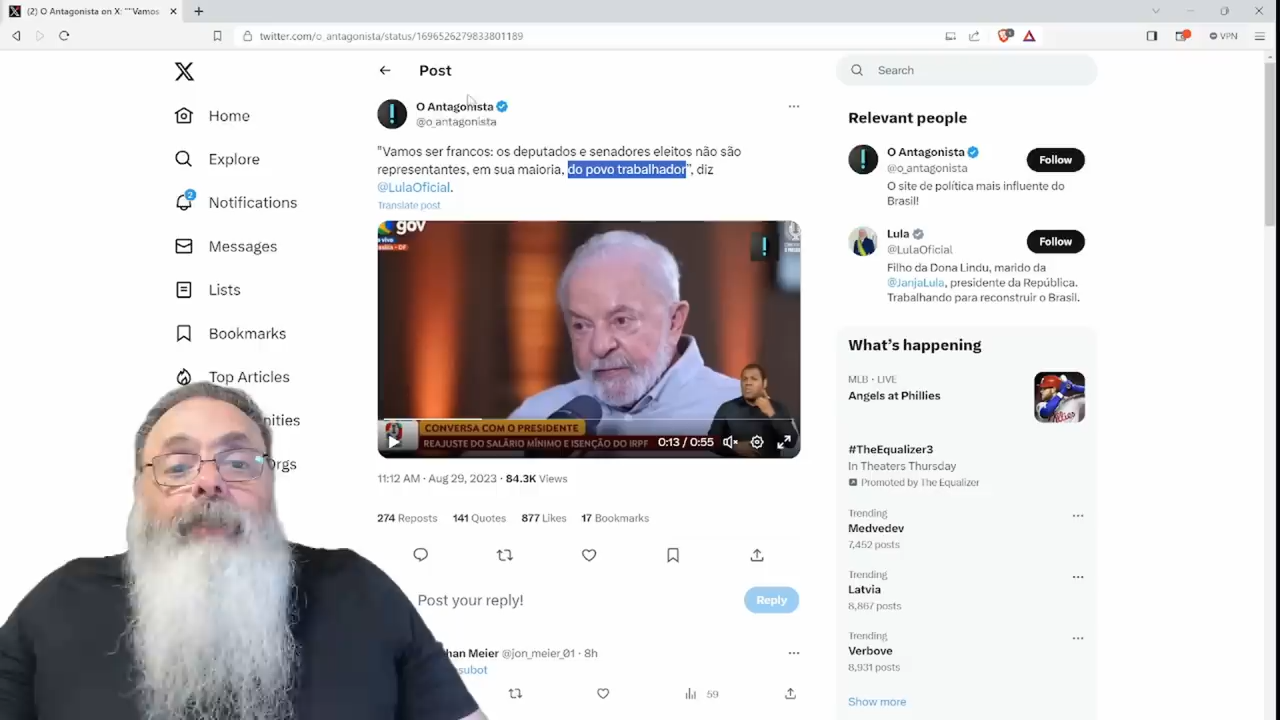 (2) O Antagonista on X: ""Vamos
twitter.com/o_antagonista/status/1696526279833801189
VPN
Home
Explore
2
Notifications
Messages
Lists
Bookmarks
Top Articles
Post
O Antagonista
@o_antagonista
"Vamos ser francos: os deputados e senadores eleitos não são
representantes, em sua maioria, do povo trabalhador", diz
@LulaOficial.
Translate post
gov
CONVERSA COM O PRESIDENTE
REAJUSTE DO SALÁRIO MÍNIMO E ISENÇÃO DO IRPF
0:13 / 0:55
11:12 AM · Aug 29, 2023 · 84.3K Views
274 Reposts 141 Quotes 877 Likes 17 Bookmarks
Post your reply!
Reply
han Meier @jon_meier_01 · 8h
subot
59
Search
Relevant people
O Antagonista
@o_antagonista
Follow
O site de política mais influente do
Brasil!
Lula
@LulaOficial
Follow
Filho da Dona Lindu, marido da
@JanjaLula, presidente da República.
Trabalhando para reconstruir o Brasil.
What's happening
MLB · LIVE
Angels at Phillies
#TheEqualizer3
In Theaters Thursday
Promoted by The Equalizer
Trending
Medvedev
7,452 posts
Trending
Latvia
8,867 posts
Trending
Verbove
8,931 posts
Show more